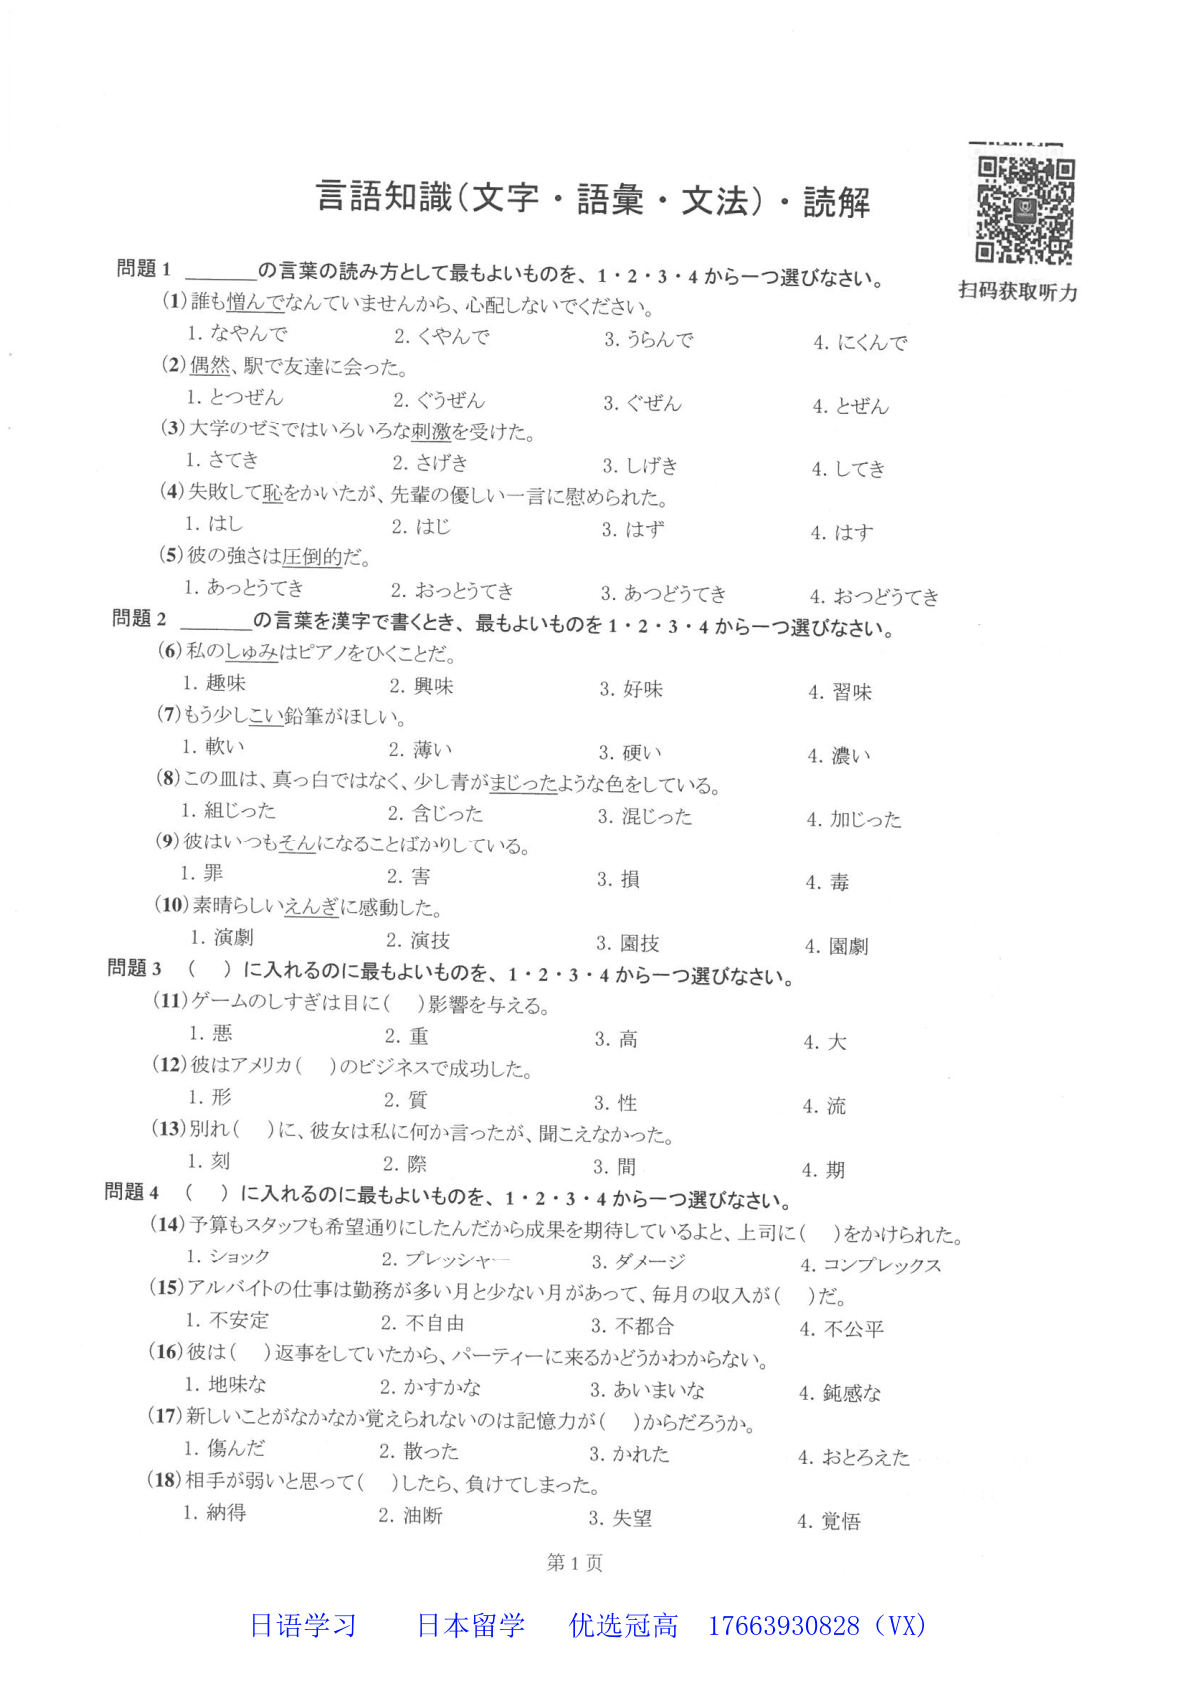 言語知識(文字・語彙・文法)・読解
扫码获取听力
問題1 ______の言葉の読み方として最もよいものを、1・2・3・4から一つ選びなさい。
(1)誰も憎んでなんていませんから、心配しないでください。
1. なやんで 2. くやんで 3. うらんで 4. にくんで
(2)偶然、駅で友達に会った。
1. とつぜん 2. ぐうぜん 3. ぐぜん 4. とぜん
(3)大学のゼミではいろいろな刺激を受けた。
1. さてき 2. さげき 3. しげき 4. してき
(4)失敗して恥をかいたが、先輩の優しい一言に慰められた。
1. はし 2. はじ 3. はず 4. はす
(5)彼の強さは圧倒的だ。
1. あっとうてき 2. おっとうてき 3. あつどうてき 4. おつどうてき
問題2 ______の言葉を漢字で書くとき、最もよいものを1・2・3・4から一つ選びなさい。
(6)私のしゅみはピアノをひくことだ。
1. 趣味 2. 興味 3. 好味 4. 習味
(7)もう少しこい鉛筆がほしい。
1. 軟い 2. 薄い 3. 硬い 4. 濃い
(8)この皿は、真っ白ではなく、少し青がまじったような色をしている。
1. 組じった 2. 含じった 3. 混じった 4. 加じった
(9)彼はいつもそんになることばかりしている。
1. 罪 2. 害 3. 損 4. 毒
(10)素晴らしいえんぎに感動した。
1. 演劇 2. 演技 3. 園技 4. 園劇
問題3 ( )に入れるのに最もよいものを、1・2・3・4から一つ選びなさい。
(11)ゲームのしすぎは目に( )影響を与える。
1. 悪 2. 重 3. 高 4. 大
(12)彼はアメリカ( )のビジネスで成功した。
1. 形 2. 質 3. 性 4. 流
(13)別れ( )に、彼女は私に何か言ったが、聞こえなかった。
1. 刻 2. 際 3. 間 4. 期
問題4 ( )に入れるのに最もよいものを、1・2・3・4から一つ選びなさい。
(14)予算もスタッフも希望通りにしたんだから成果を期待しているよと、上司に( )をかけられた。
1. ショック 2. プレッシャー 3. ダメージ 4. コンプレックス
(15)アルバイトの仕事は勤務が多い月と少ない月があって、毎月の収入が( )だ。
1. 不安定 2. 不自由 3. 不都合 4. 不公平
(16)彼は( )返事をしていたから、パーティーに来るかどうかわからない。
1. 地味な 2. かすかな 3. あいまいな 4. 鈍感な
(17)新しいことがなかなか覚えられないのは記憶力が( )からだろうか。
1. 傷んだ 2. 散った 3. かれた 4. おとろえた
(18)相手が弱いと思って( )したら、負けてしまった。
1. 納得 2. 油断 3. 失望 4. 覚悟
第1页
日语学习 日本留学 优选冠高 17663930828（VX）